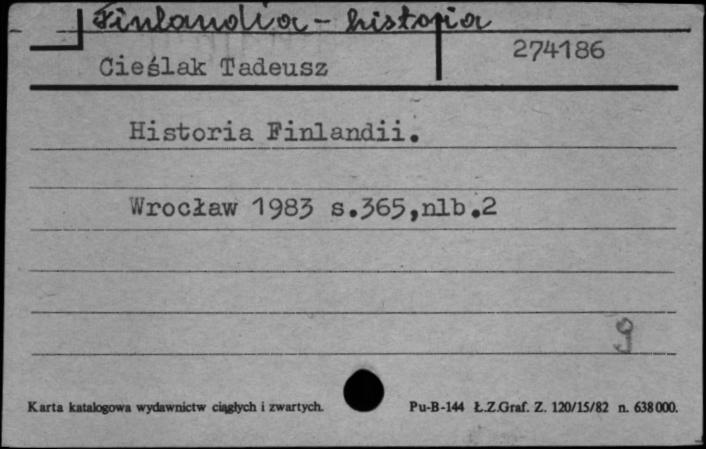 Finlandia - historia
274186
Cieślak Tadeusz
Historia Finlandii.
Wrocław 1983 s.365,nlb.2
Karta katalogowa wydawnictw ciągłych i zwartych.
Pu-B-144 Ł.Z.Graf. Z. 120/15/82 n. 638000.